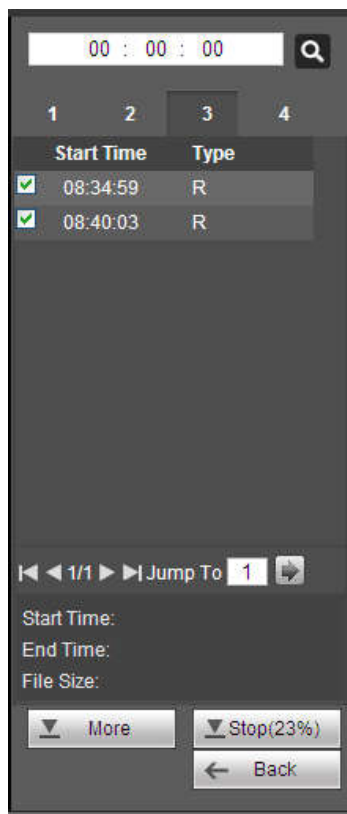 00 : 00 : 00
1 2 3 4
Start Time Type
08:34:59 R
08:40:03 R
1/1 Jump To 1
Start Time:
End Time:
File Size:
More Stop(23%)
Back